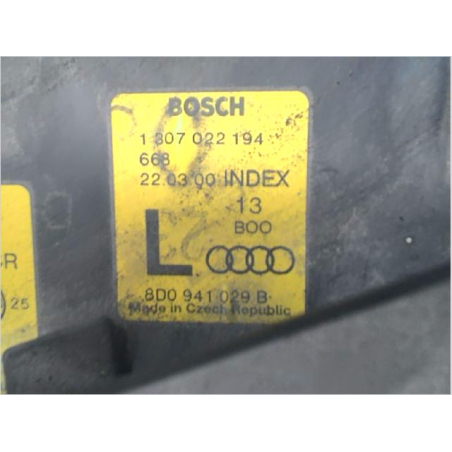 BOSCH
1 307 022 194
668
22.03.00 INDEX
13
BOO
L
8D0 941 029 B
Made in Czech Republic
R
25